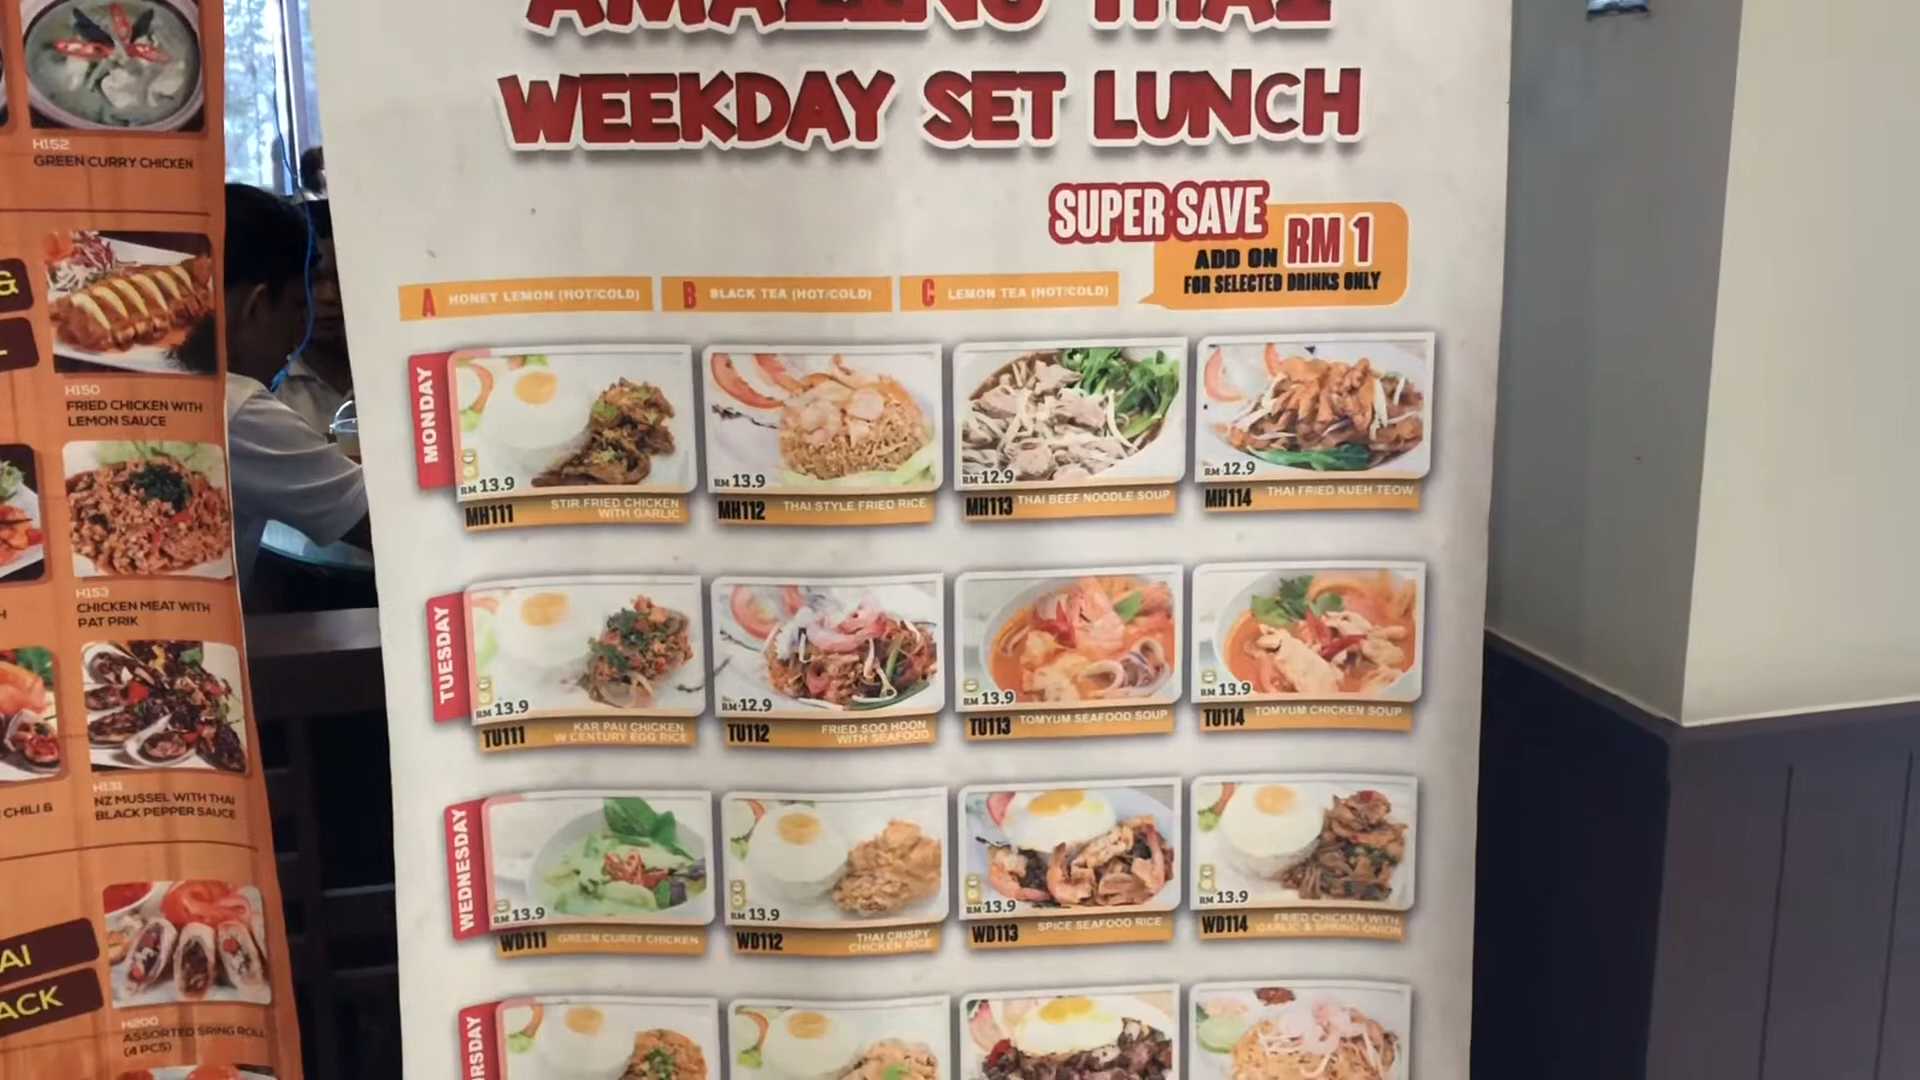 AMAZING THAI
WEEKDAY SET LUNCH
SUPER SAVE
ADD ON RM 1
FOR SELECTED DRINKS ONLY
A HONEY LEMON (HOT/COLD)
B BLACK TEA (HOT/COLD)
C LEMON TEA (HOT/COLD)
MONDAY
RM 13.9
MH111 STIR FRIED CHICKEN
WITH GARLIC
RM 13.9
MH112 THAI STYLE FRIED RICE
RM 12.9
MH113 THAI BEEF NOODLE SOUP
RM 12.9
MH114 THAI FRIED KUEH TEOW
TUESDAY
RM 13.9
TU111 KAR PAU CHICKEN
W CENTURY EGG RICE
RM 12.9
TU112 FRIED SOO HOON
WITH SEAFOOD
RM 13.9
TU113 TOMYUM SEAFOOD SOUP
RM 13.9
TU114 TOMYUM CHICKEN SOUP
WEDNESDAY
RM 13.9
WD111 GREEN CURRY CHICKEN
RM 13.9
WD112 THAI CRISPY
CHICKEN RICE
RM 13.9
WD113 SPICE SEAFOOD RICE
RM 13.9
WD114 FRIED CHICKEN WITH
GARLIC & SPRING ONION
RSDAY
H152
GREEN CURRY CHICKEN
G
H150
FRIED CHICKEN WITH
LEMON SAUCE
H153
CHICKEN MEAT WITH
PAT PRIK
H
H131
NZ MUSSEL WITH THAI
BLACK PEPPER SAUCE
CHILI &
AI
ACK
H200
ASSORTED SRING ROLL
(4 PCS)